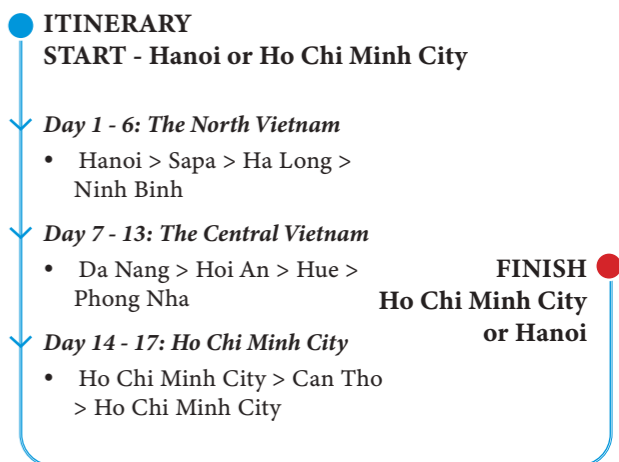 ITINERARY
START - Hanoi or Ho Chi Minh City
Day 1 - 6: The North Vietnam
• Hanoi > Sapa > Ha Long >
Ninh Binh
Day 7 - 13: The Central Vietnam
• Da Nang > Hoi An > Hue >
Phong Nha
Day 14 - 17: Ho Chi Minh City
• Ho Chi Minh City > Can Tho
> Ho Chi Minh City
FINISH
Ho Chi Minh City
or Hanoi